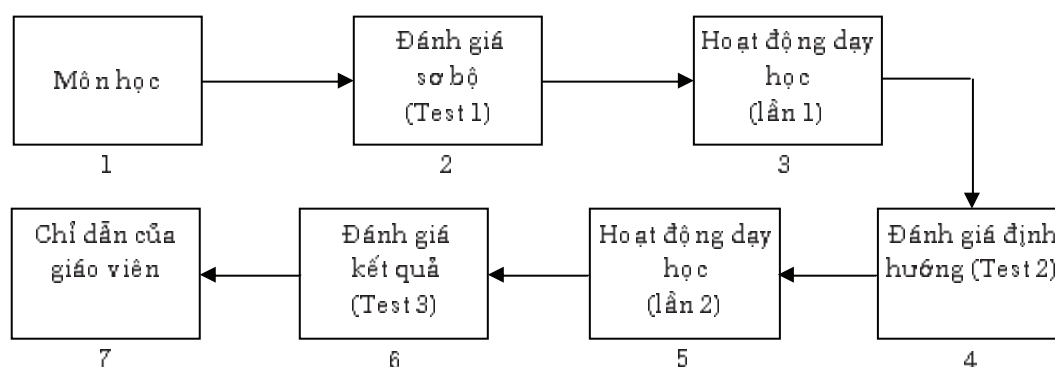 Môn học
1
Đánh giá
sơ bộ
(Test 1)
2
Hoạt động dạy
học
(lần 1)
3
Đánh giá định
hướng (Test 2)
4
Hoạt động dạy
học
(lần 2)
5
Đánh giá
kết quả
(Test 3)
6
Chỉ dẫn của
giáo viên
7